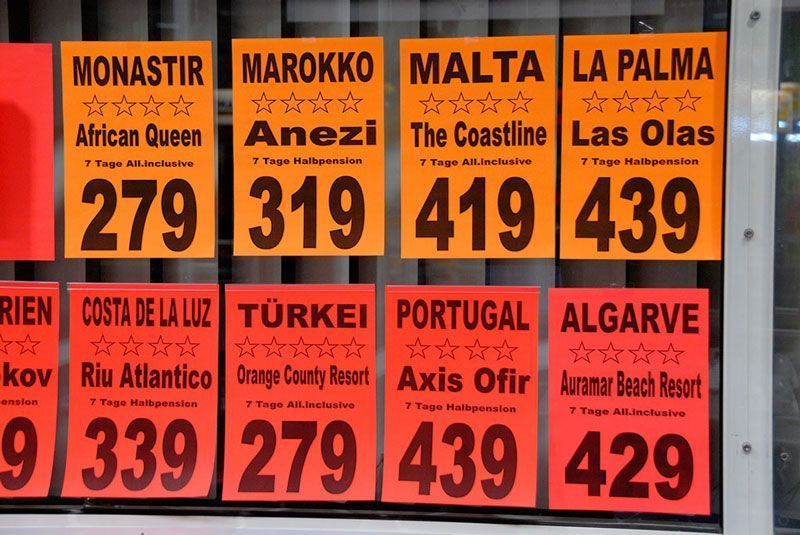 MONASTIR
African Queen
7 Tage All.inclusive
279
MAROKKO
Anezi
7 Tage Halbpension
319
MALTA
The Coastline
7 Tage All.inclusive
419
LA PALMA
Las Olas
7 Tage Halbpension
439
RIEN
okov
9
COSTA DE LA LUZ
Riu Atlantico
7 Tage Halbpension
339
TÜRKEI
Orange County Resort
7 Tage All.inclusive
279
PORTUGAL
Axis Ofir
7 Tage Halbpension
439
ALGARVE
Auramar Beach Resort
7 Tage All.inclusive
429